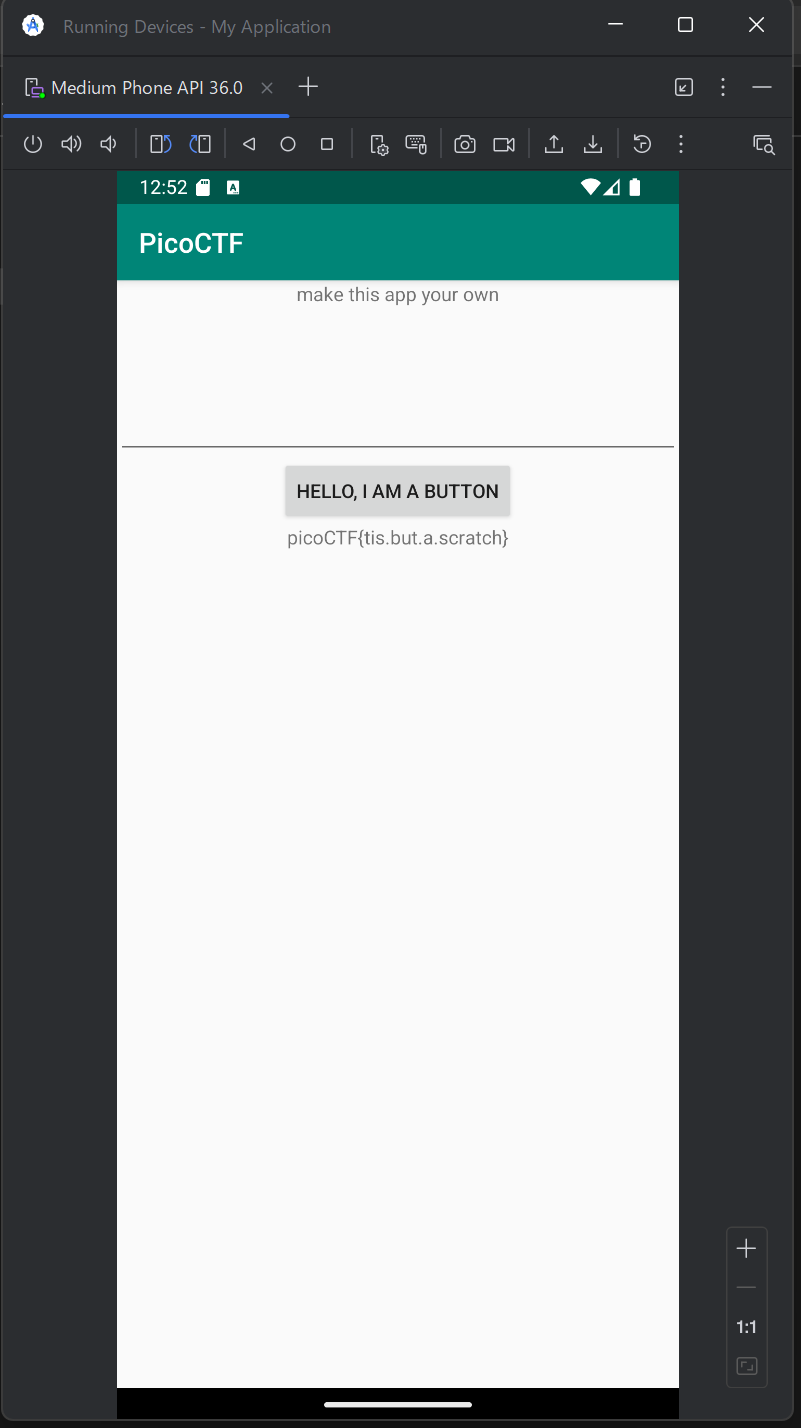 Running Devices - My Application
Medium Phone API 36.0
12:52
A
PicoCTF
make this app your own
HELLO, I AM A BUTTON
picoCTF{tis.but.a.scratch}
1:1